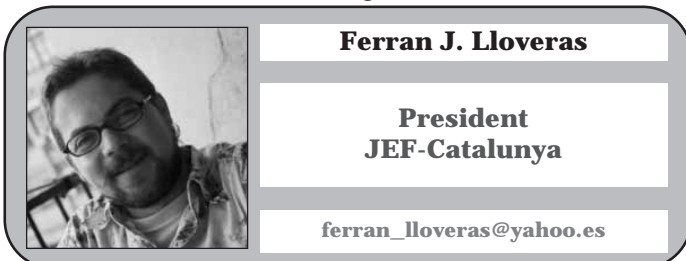 Ferran J. Lloveras
President
JEF-Catalunya
ferran_lloveras@yahoo.es